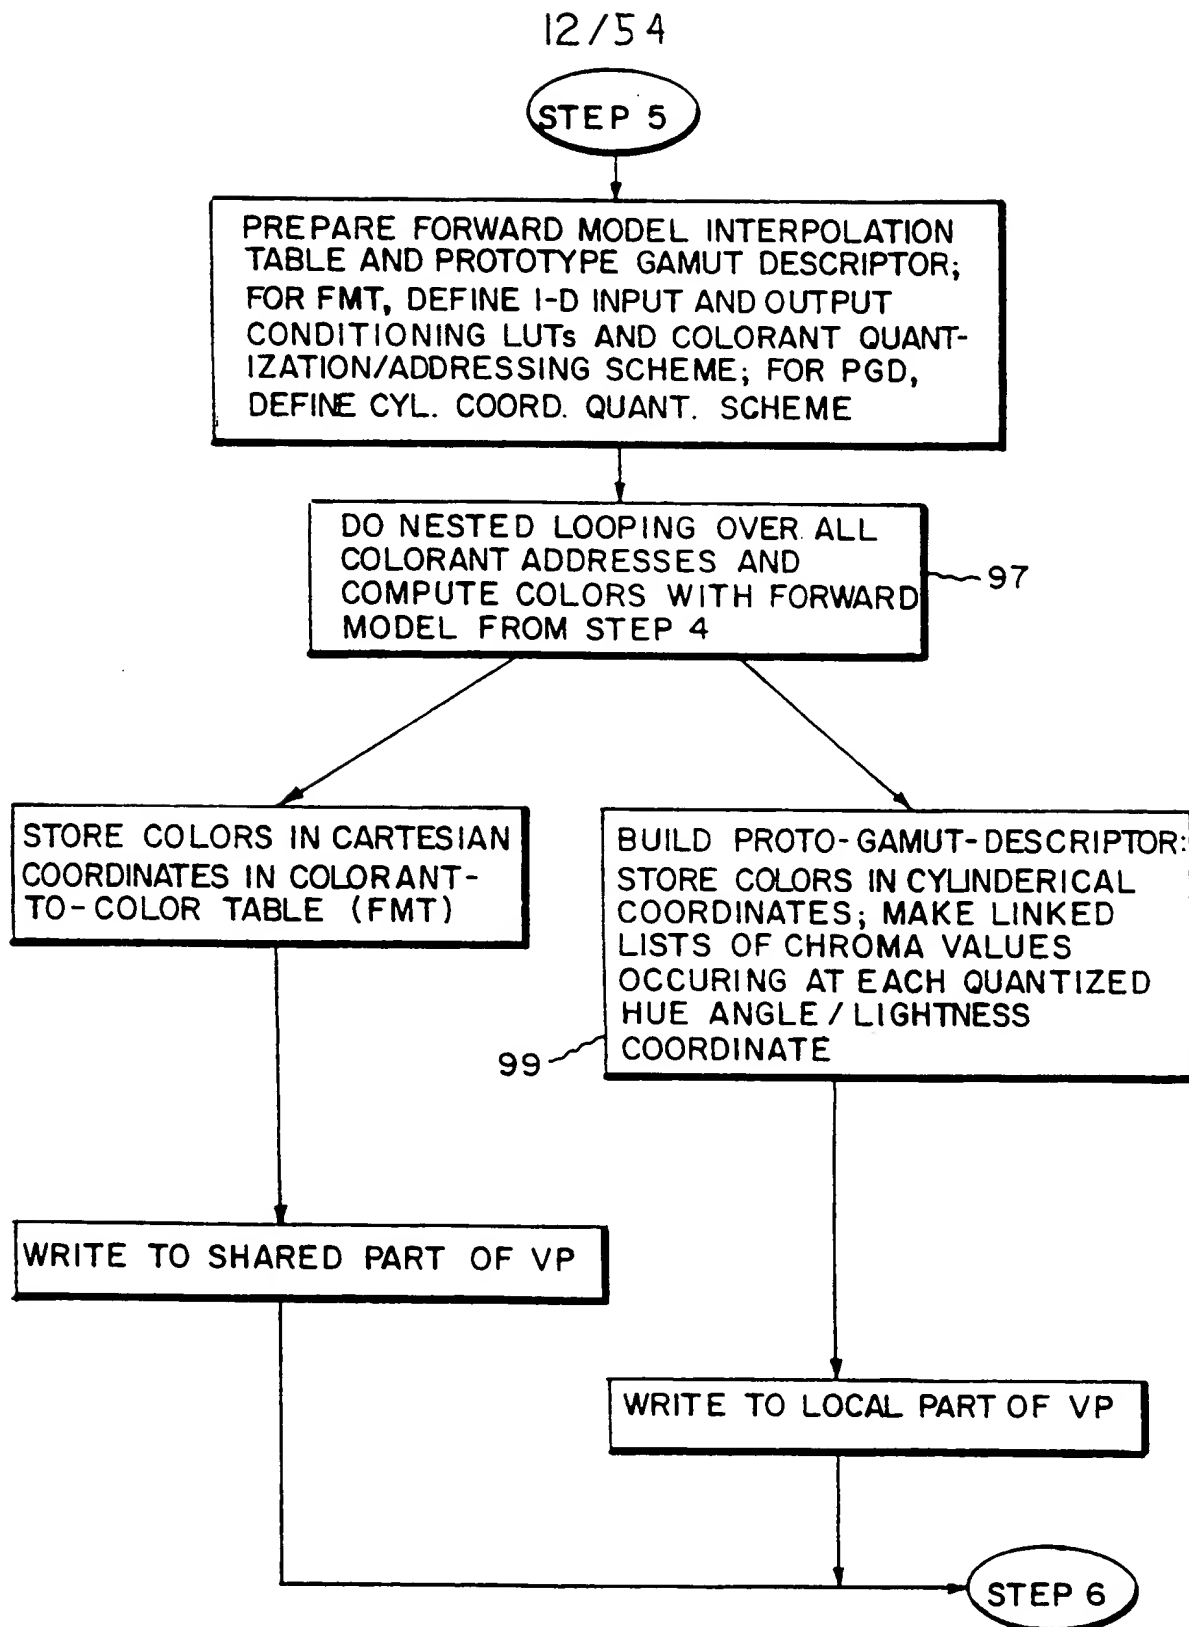 12/54
STEP 5
PREPARE FORWARD MODEL INTERPOLATION
TABLE AND PROTOTYPE GAMUT DESCRIPTOR;
FOR FMT, DEFINE 1-D INPUT AND OUTPUT
CONDITIONING LUTs AND COLORANT QUANT-
IZATION/ADDRESSING SCHEME; FOR PGD,
DEFINE CYL. COORD. QUANT. SCHEME
DO NESTED LOOPING OVER ALL
COLORANT ADDRESSES AND
COMPUTE COLORS WITH FORWARD
MODEL FROM STEP 4
97
STORE COLORS IN CARTESIAN
COORDINATES IN COLORANT-
TO-COLOR TABLE (FMT)
BUILD PROTO-GAMUT-DESCRIPTOR:
STORE COLORS IN CYLINDERICAL
COORDINATES; MAKE LINKED
LISTS OF CHROMA VALUES
OCCURING AT EACH QUANTIZED
HUE ANGLE / LIGHTNESS
COORDINATE
99
WRITE TO SHARED PART OF VP
WRITE TO LOCAL PART OF VP
STEP 6